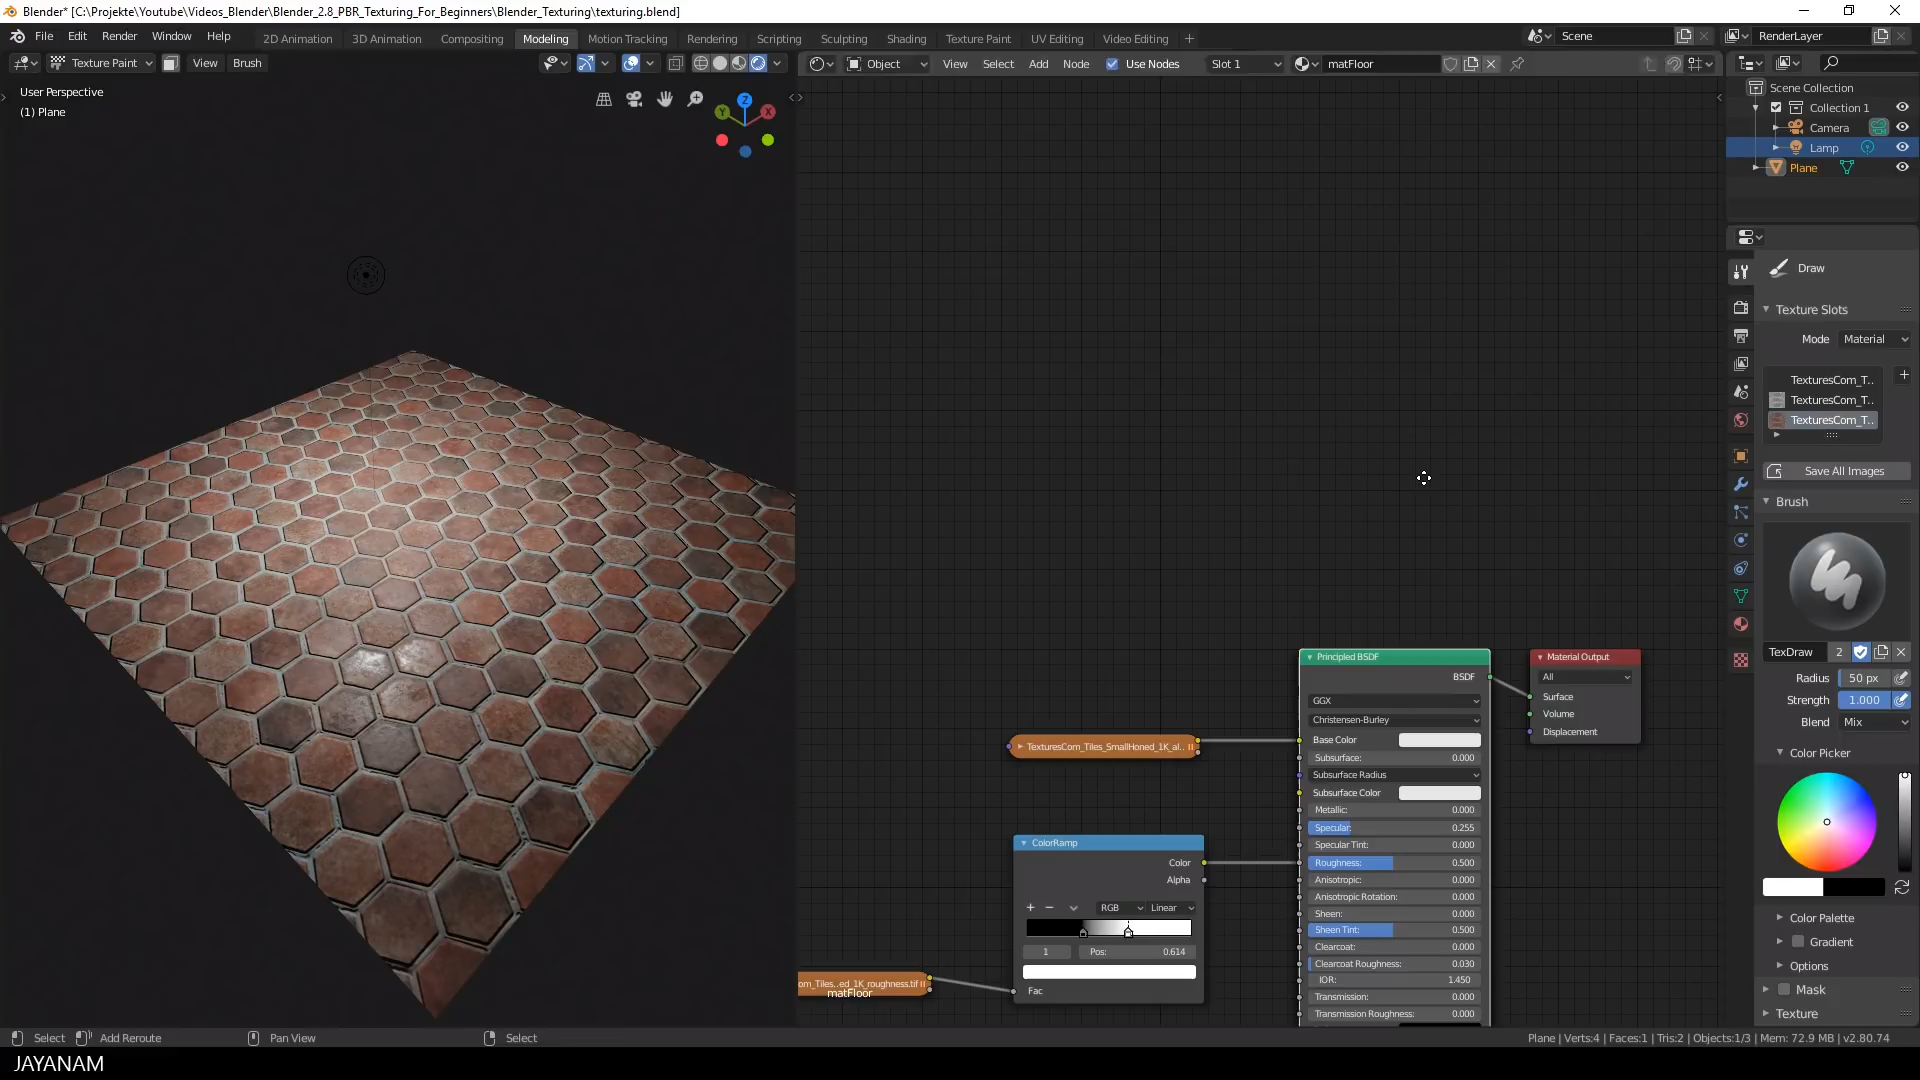 Blender* [C:\Projekte\Youtube\Videos_Blender\Blender_2.8_PBR_Texturing_For_Beginners\Blender_Texturing\texturing.blend]
File Edit Render Window Help 2D Animation 3D Animation Compositing Modeling Motion Tracking Rendering Scripting Sculpting Shading Texture Paint UV Editing Video Editing + Scene RenderLayer
Texture Paint View Brush Object View Select Add Node Use Nodes Slot 1 matFloor
User Perspective
(1) Plane
Z
Y
X
Scene Collection
Collection 1
Camera
Lamp
Plane
Draw
Texture Slots
Mode Material
TexturesCom_T..
TexturesCom_T..
TexturesCom_T..
Save All Images
Brush
TexDraw 2
Radius 50 px
Strength 1.000
Blend Mix
Color Picker
Color Palette
Gradient
Options
Mask
Texture
Principled BSDF
BSDF
GGX
Christensen-Burley
Base Color
Subsurface: 0.000
Subsurface Radius
Subsurface Color
Metallic: 0.000
Specular: 0.255
Specular Tint: 0.000
Roughness: 0.500
Anisotropic: 0.000
Anisotropic Rotation: 0.000
Sheen: 0.000
Sheen Tint: 0.500
Clearcoat: 0.000
Clearcoat Roughness: 0.030
IOR: 1.450
Transmission: 0.000
Transmission Roughness: 0.000
Material Output
All
Surface
Volume
Displacement
TexturesCom_Tiles_SmallHoned_1K_al..
ColorRamp
Color
Alpha
RGB Linear
1 Pos: 0.614
Fac
om_Tiles..ed_1K_roughness.tif
matFloor
Select Add Reroute Pan View Select Plane | Verts:4 | Faces:1 | Tris:2 | Objects:1/3 | Mem: 72.9 MB | v2.80.74
JAYANAM